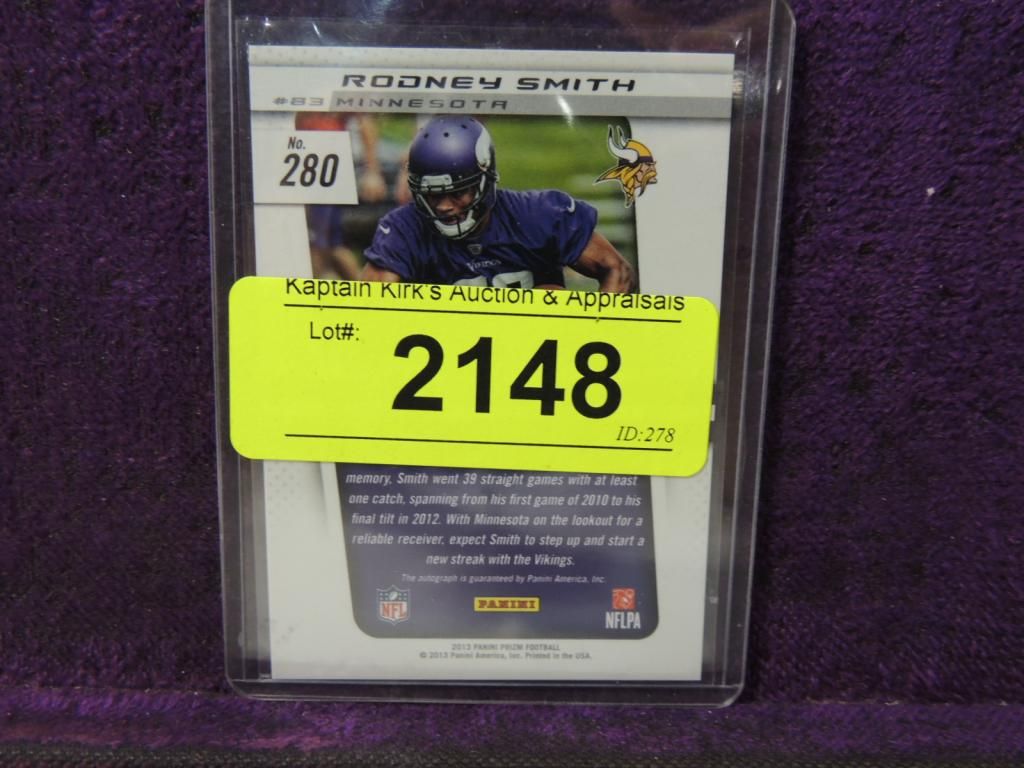 RODNEY SMITH
#83 MINNESOTA
No.
280
VIKINGS
Kaptain Kirk's Auction & Appraisals
Lot#:
2148
ID:278
memory, Smith went 39 straight games with at least
one catch, spanning from his first game of 2010 to his
final tilt in 2012. With Minnesota on the lookout for a
reliable receiver, expect Smith to step up and start a
new streak with the Vikings.
The autograph is guaranteed by Panini America, Inc.
NFL
PANINI
NFLPA
2013 PANINI PRIZM FOOTBALL
© 2013 Panini America, Inc. Printed in the USA.